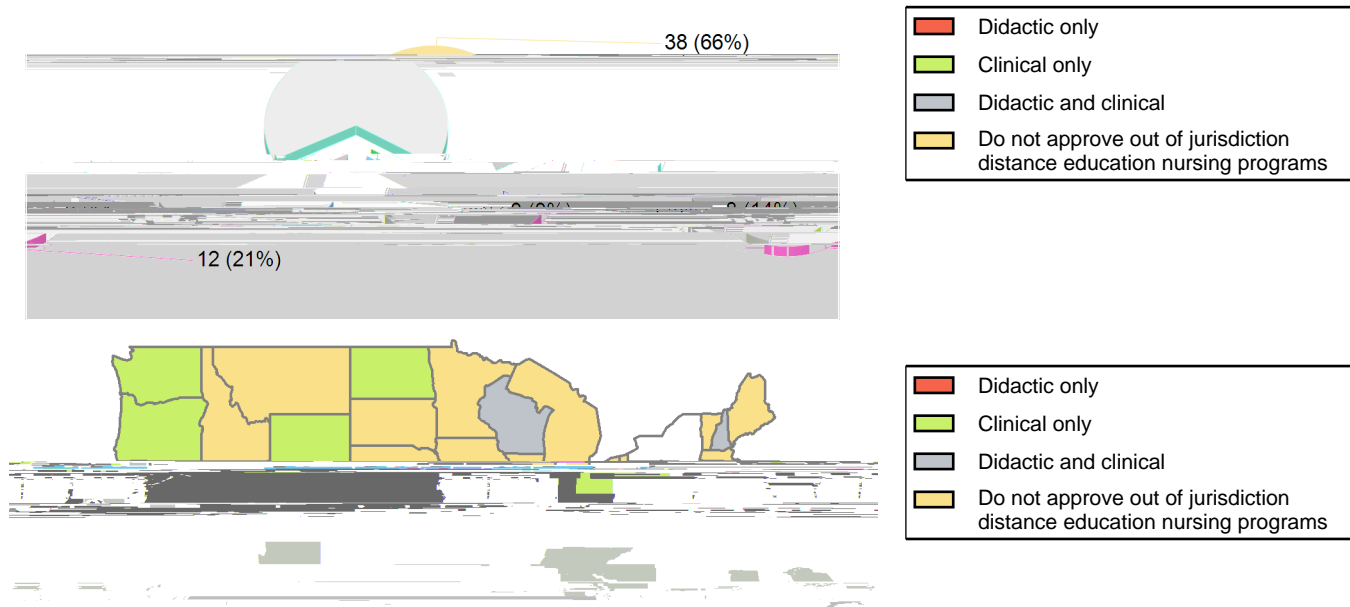 38 (66%)
12 (21%)
Didactic only
Clinical only
Didactic and clinical
Do not approve out of jurisdiction
distance education nursing programs
Didactic only
Clinical only
Didactic and clinical
Do not approve out of jurisdiction
distance education nursing programs